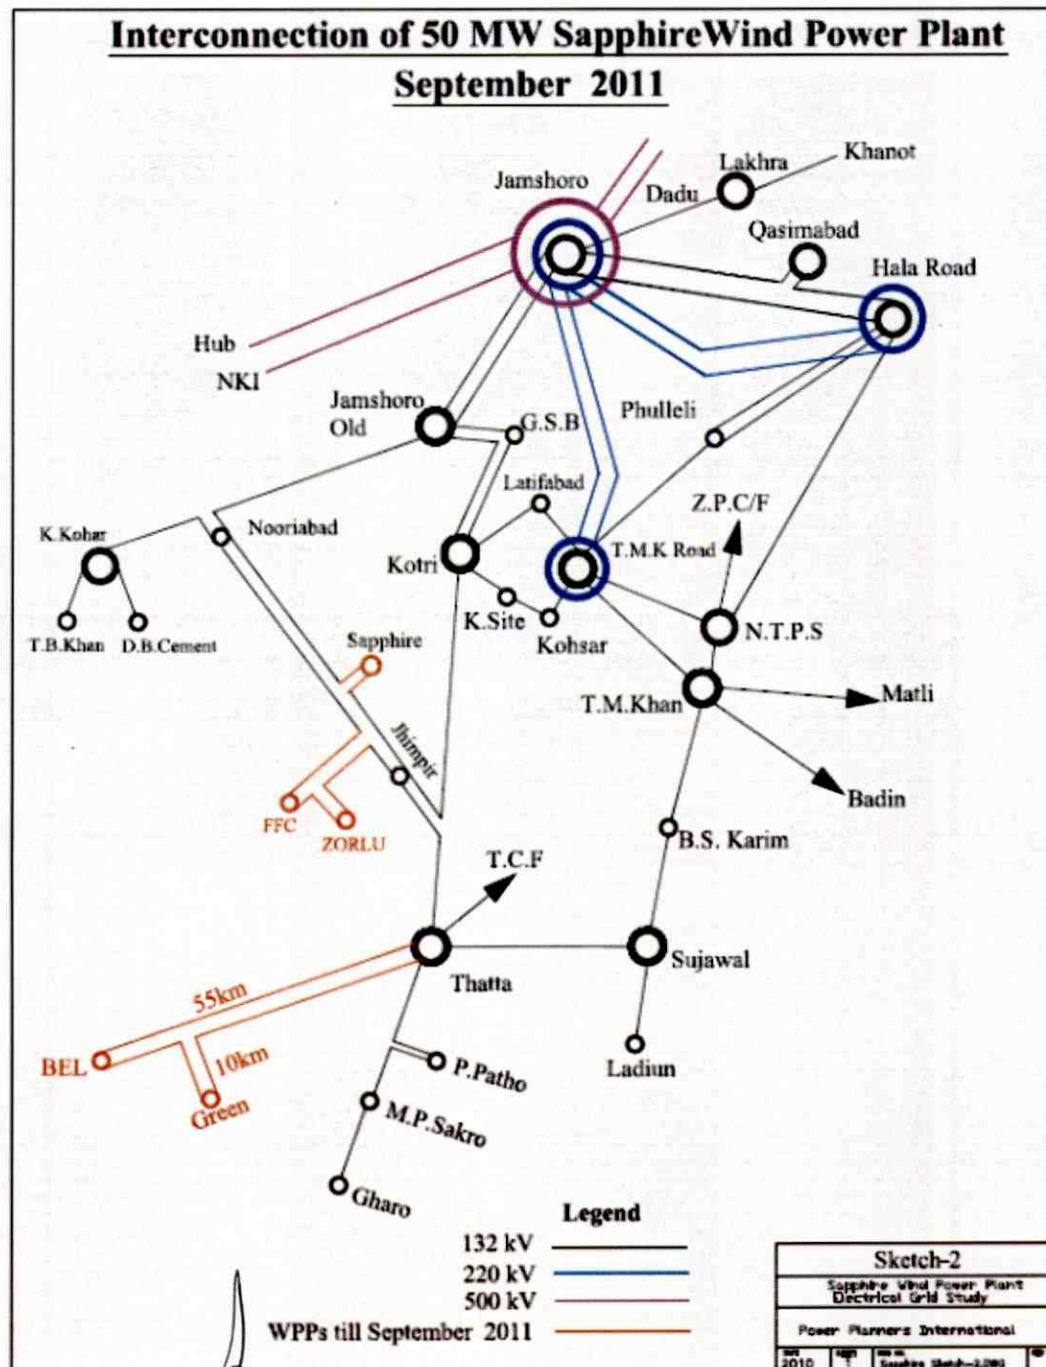 Interconnection of 50 MW SapphireWind Power Plant
September 2011
Khanot
Lakhra
Jamshoro
Dadu
Qasimabad
Hala Road
Hub
NKI
Jamshoro
Old
G.S.B
Phulleli
Latifabad
Z.P.C/F
K.Kohar
Nooriabad
Kotri
T.M.K Road
K.Site
Kohsar
N.T.P.S
T.B.Khan
D.B.Cement
Sapphire
T.M.Khan
Matli
Jhimpir
Badin
FFC
ZORLU
B.S. Karim
T.C.F
Thatta
Sujawal
55km
BEL
10km
Green
P.Patho
Ladiun
M.P.Sakro
Gharo
Legend
132 kV
220 kV
500 kV
WPPs till September 2011
Sketch-2
Sapphire Wind Power Plant
Electrical Grid Study
Power Planners International
2010